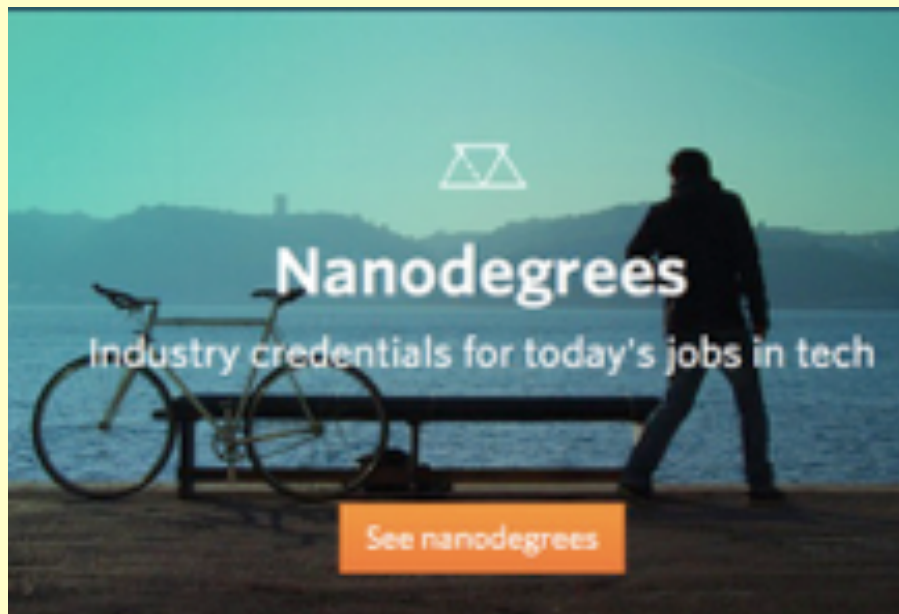 Nanodegrees
Industry credentials for today's jobs in tech
See nanodegrees